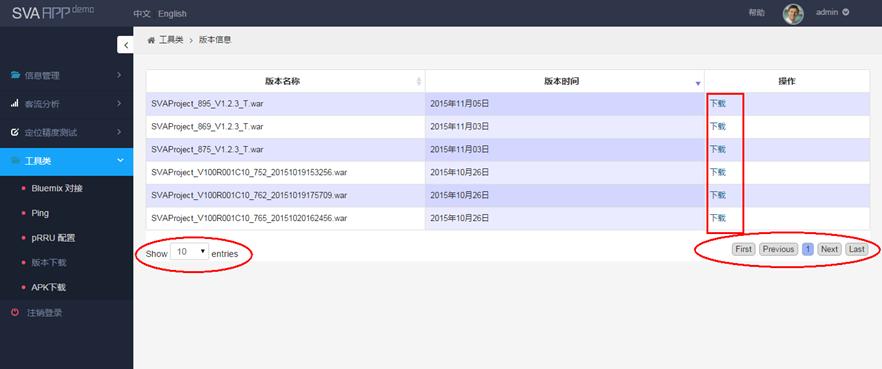 SVA APP demo 中文 English 帮助 admin
工具类 > 版本信息
信息管理
客流分析
定位精度测试
工具类
Bluemix 对接
Ping
pRRU 配置
版本下载
APK下载
注销登录
版本名称 版本时间 操作
SVAProject_895_V1.2.3_T.war 2015年11月05日 下载
SVAProject_869_V1.2.3_T.war 2015年11月03日 下载
SVAProject_875_V1.2.3_T.war 2015年11月03日 下载
SVAProject_V100R001C10_752_20151019153256.war 2015年10月26日 下载
SVAProject_V100R001C10_762_20151019175709.war 2015年10月26日 下载
SVAProject_V100R001C10_765_20151020162456.war 2015年10月26日 下载
Show 10 entries First Previous 1 Next Last